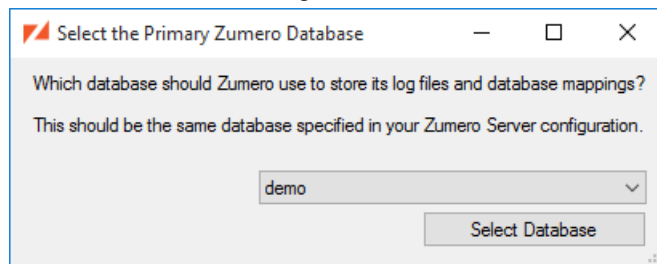 Select the Primary Zumero Database
Which database should Zumero use to store its log files and database mappings?
This should be the same database specified in your Zumero Server configuration.
demo
Select Database